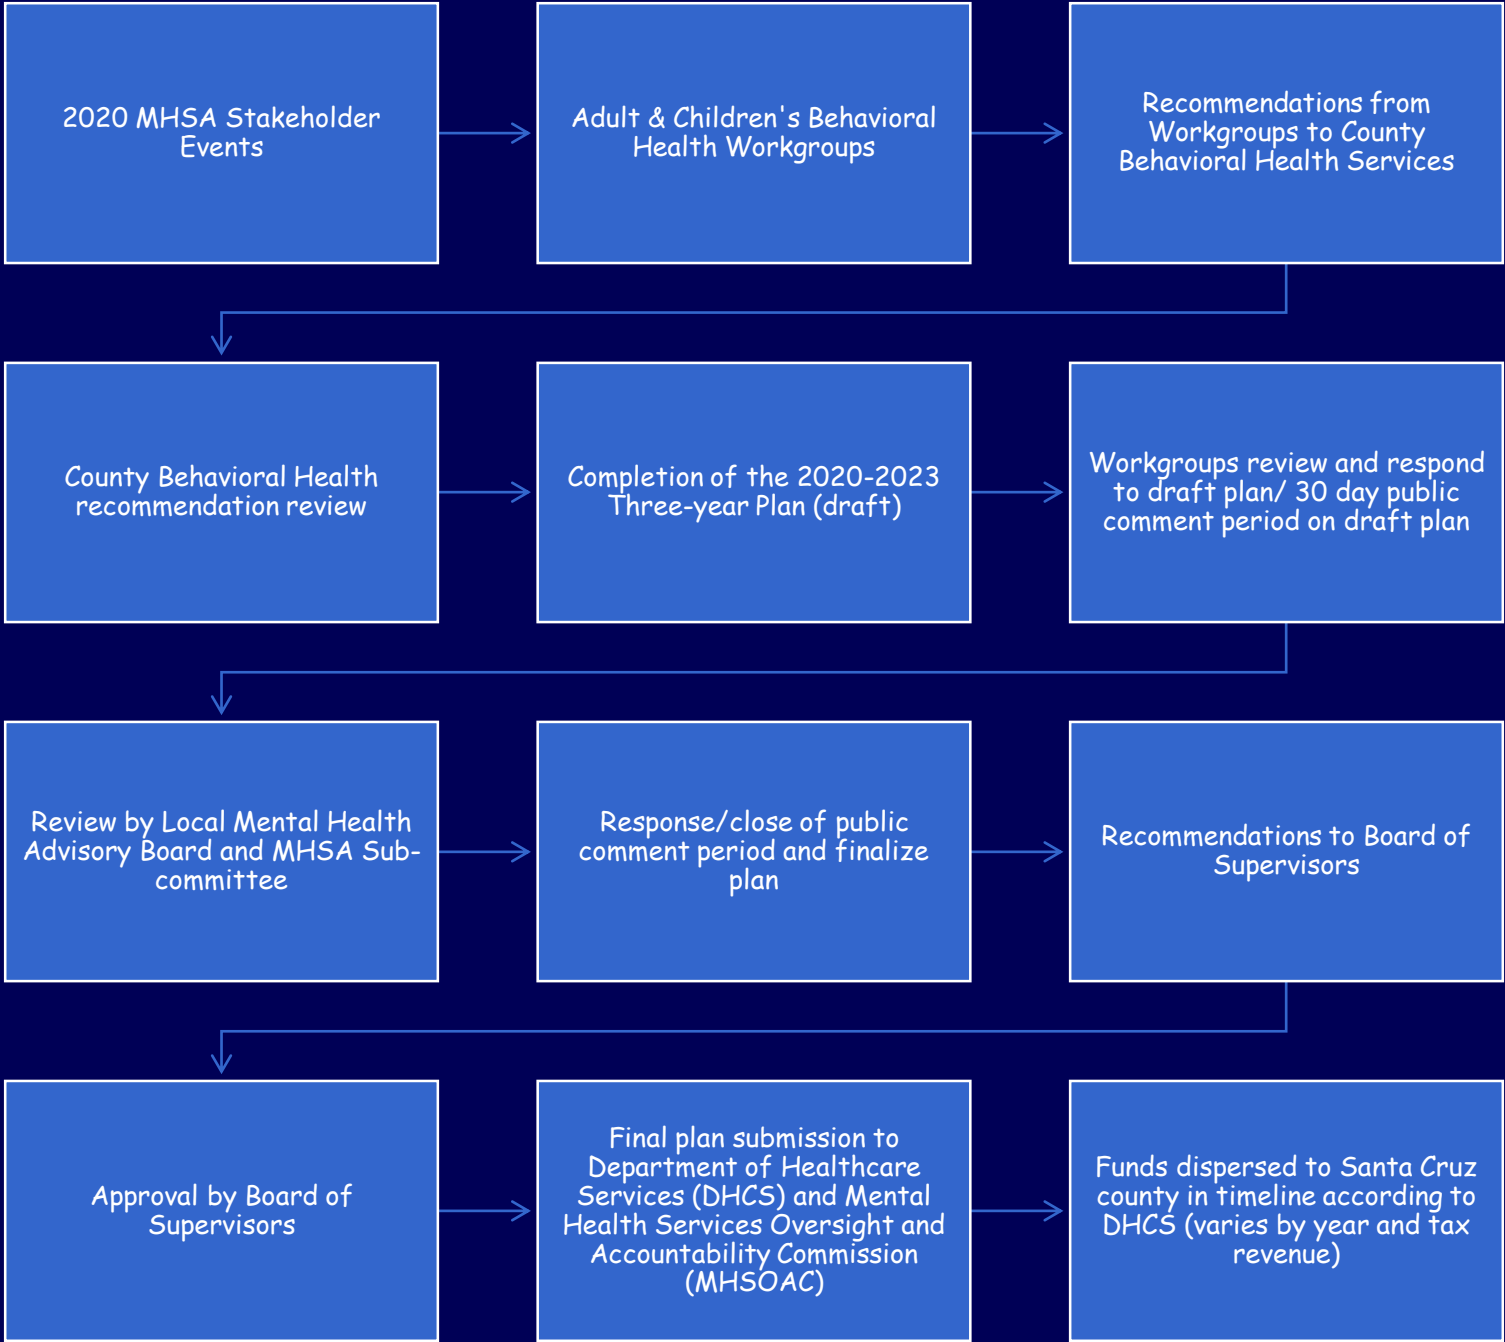 2020 MHSA Stakeholder
Events
Adult & Children's Behavioral
Health Workgroups
Recommendations from
Workgroups to County
Behavioral Health Services
County Behavioral Health
recommendation review
Completion of the 2020-2023
Three-year Plan (draft)
Workgroups review and respond
to draft plan/ 30 day public
comment period on draft plan
Review by Local Mental Health
Advisory Board and MHSA Sub-
committee
Response/close of public
comment period and finalize
plan
Recommendations to Board of
Supervisors
Approval by Board of
Supervisors
Final plan submission to
Department of Healthcare
Services (DHCS) and Mental
Health Services Oversight and
Accountability Commission
(MHSOAC)
Funds dispersed to Santa Cruz
county in timeline according to
DHCS (varies by year and tax
revenue)